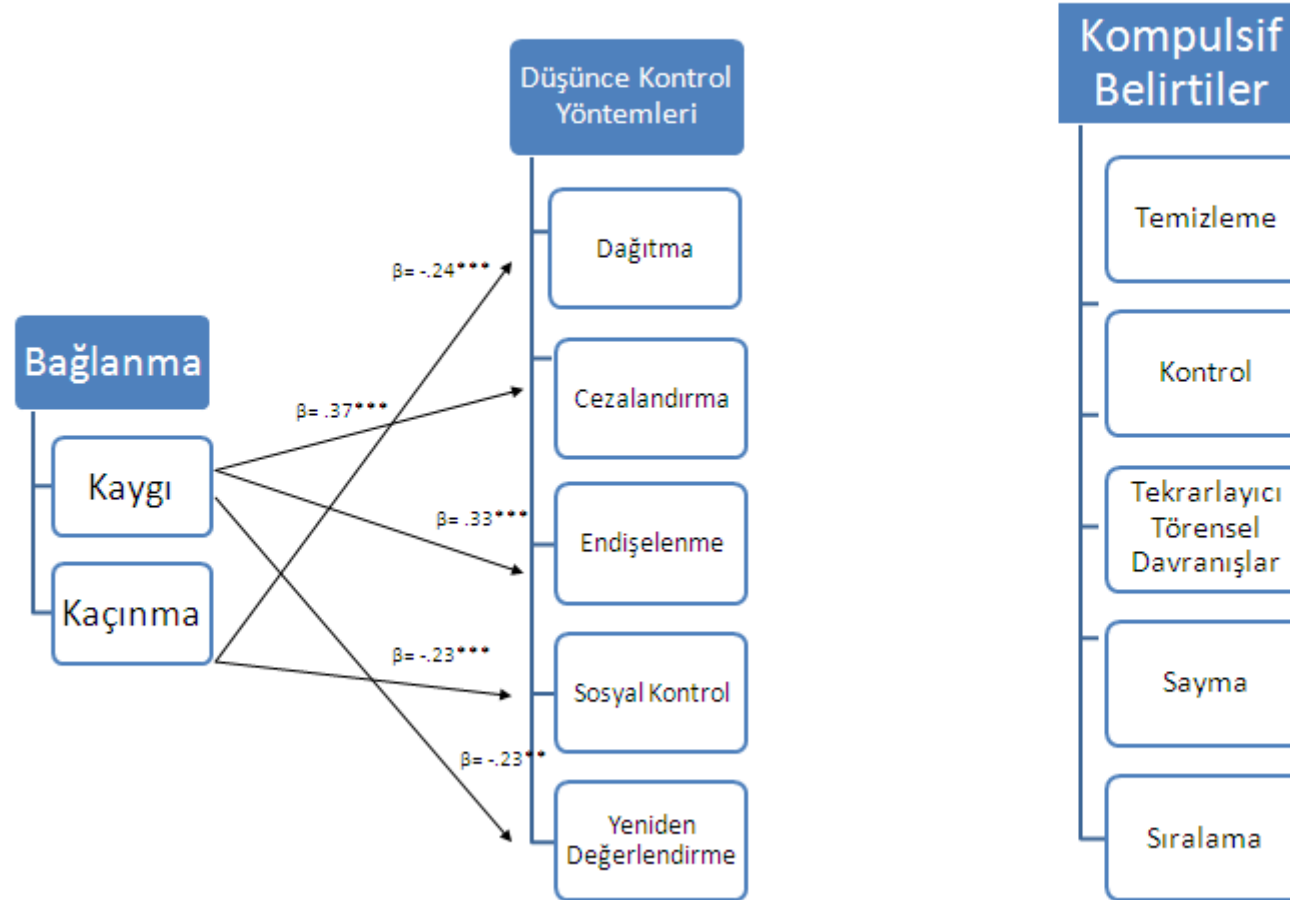 Bağlanma
Kaygı
Kaçınma
β= -.24***
β= .37***
β= .33***
β= -.23***
β= -.23**
Düşünce Kontrol
Yöntemleri
Dağıtma
Cezalandırma
Endişelenme
Sosyal Kontrol
Yeniden
Değerlendirme
Kompulsif
Belirtiler
Temizleme
Kontrol
Tekrarlayıcı
Törensel
Davranışlar
Sayma
Sıralama